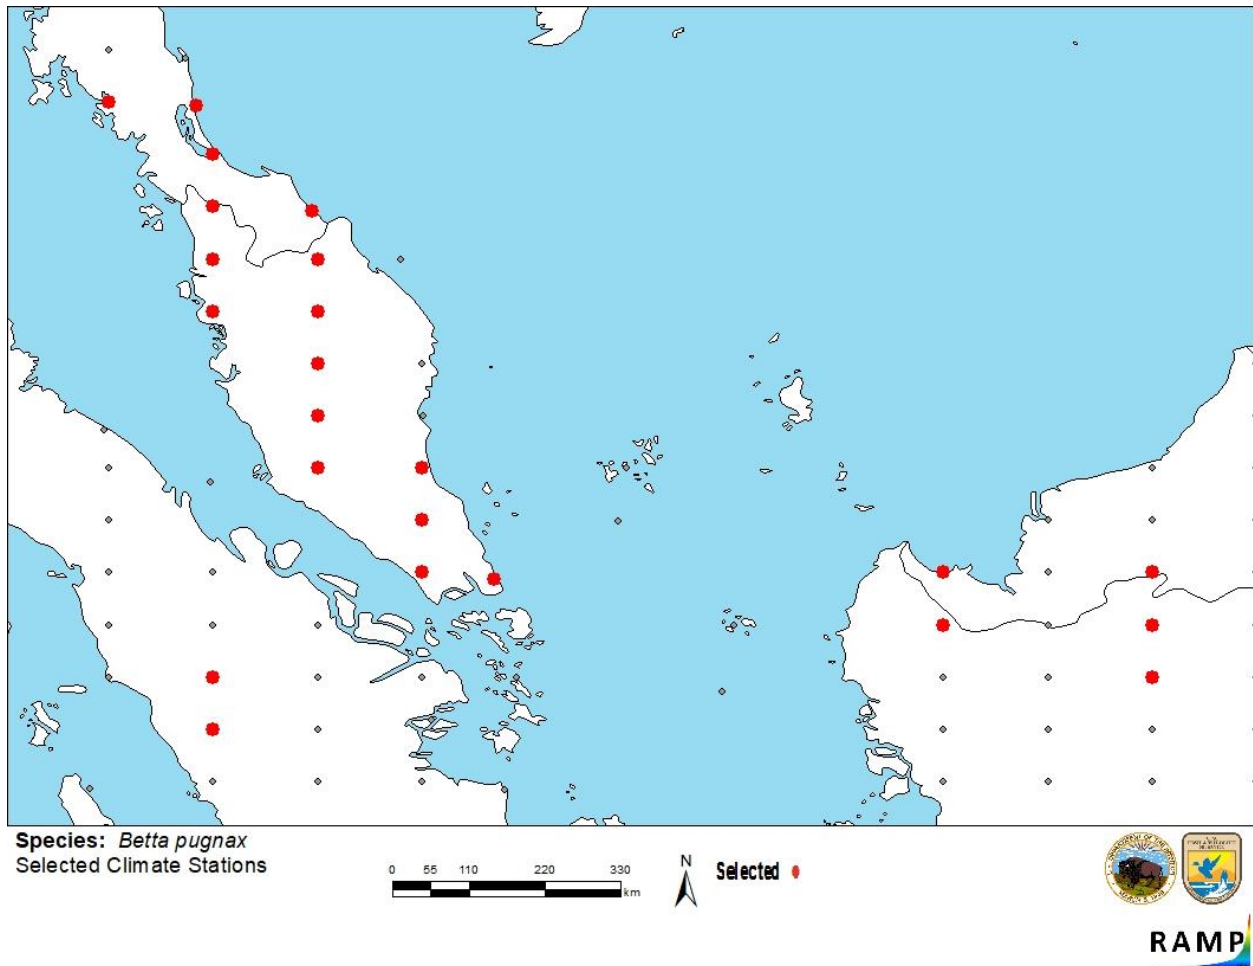 Species: Betta pugnax
Selected Climate Stations
0 55 110 220 330
km
N
Selected
RAMP